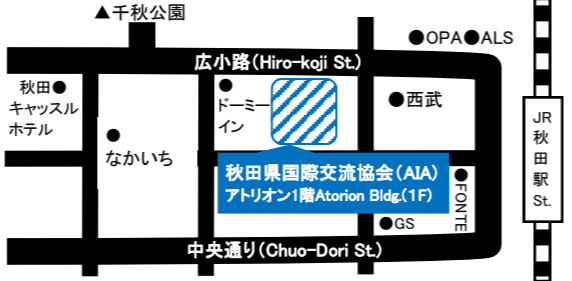 ▲千秋公園
●OPA●ALS
広小路(Hiro-koji St.)
秋田●
キャッスル
ホテル
●
なかいち
●
ドーミー
イン
●西武
JR
秋
田
駅
St.
秋田県国際交流協会(AIA)
アトリオン1階Atorion Bldg.(1F)
●FONTE
●GS
中央通り(Chuo-Dori St.)